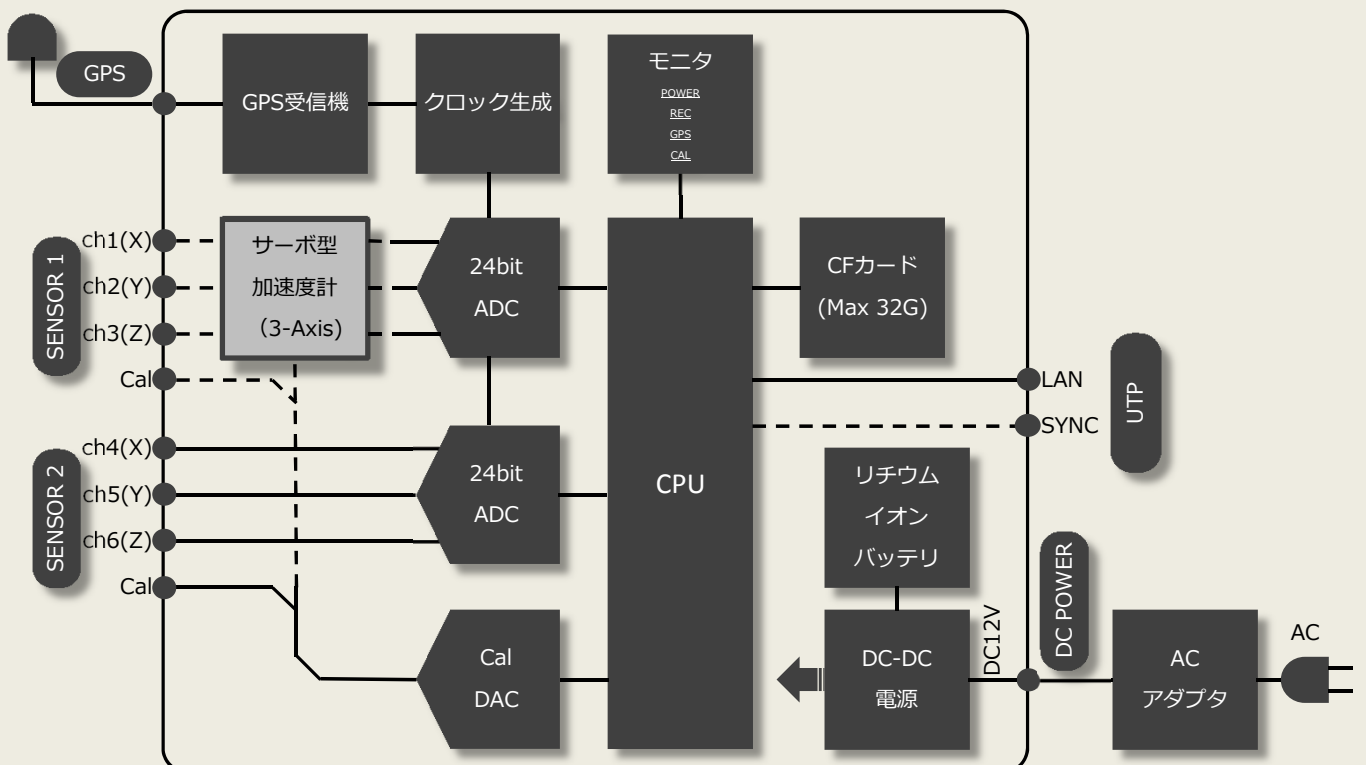 GPS
GPS受信機
クロック生成
モニタ
POWER
REC
GPS
CAL
SENSOR 1
ch1(X)
ch2(Y)
ch3(Z)
Cal
サーボ型
加速度計
（3-Axis)
24bit
ADC
CFカード
(Max 32G)
LAN
SYNC
UTP
SENSOR 2
ch4(X)
ch5(Y)
ch6(Z)
Cal
24bit
ADC
CPU
リチウム
イオン
バッテリ
Cal
DAC
DC-DC
電源
DC12V
DC POWER
AC
アダプタ
AC